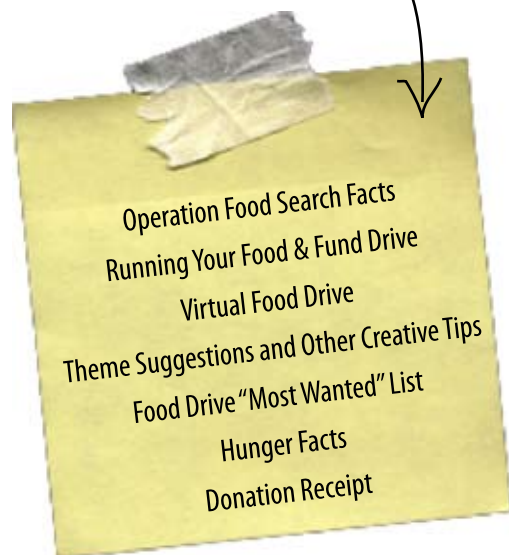 Operation Food Search Facts
Running Your Food & Fund Drive
Virtual Food Drive
Theme Suggestions and Other Creative Tips
Food Drive “Most Wanted” List
Hunger Facts
Donation Receipt